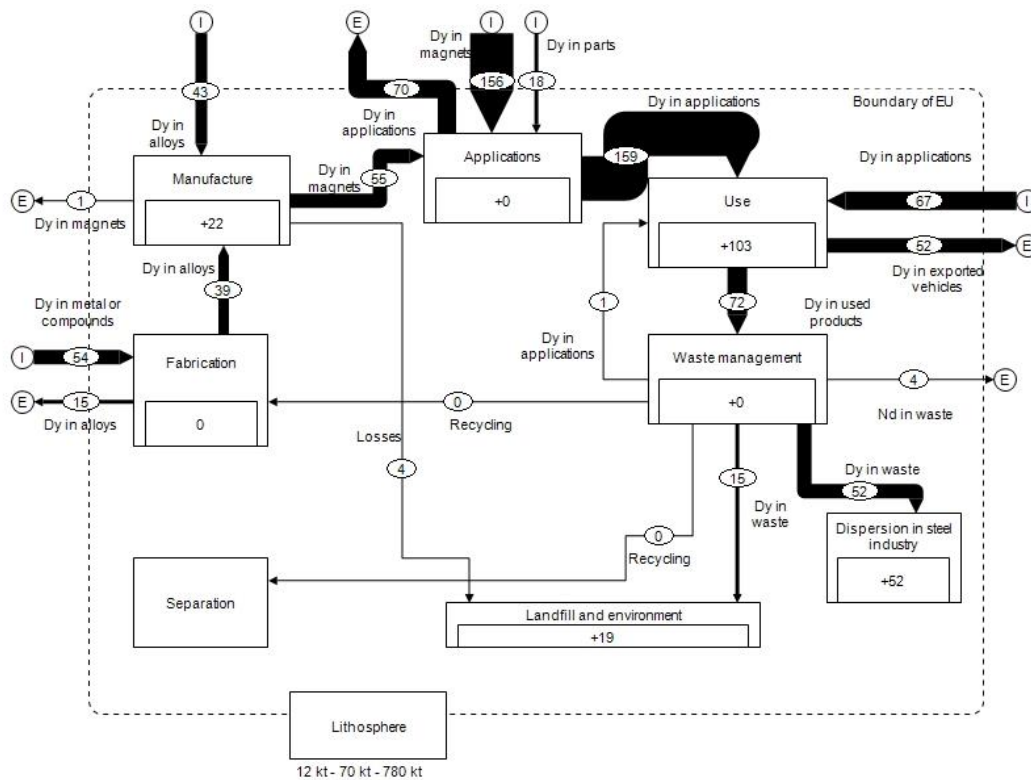 I
E
I
I
Dy in
magnets
Dy in parts
43
70
156
18
Dy in
applications
Dy in applications
Boundary of EU
Dy in
alloys
Manufacture
+22
Applications
+0
159
Dy in applications
Dy in
magnets
55
Use
+103
67
I
E
1
Dy in magnets
52
E
Dy in exported
vehicles
Dy in alloys
39
Dy in metal or
compounds
1
72
Dy in used
products
Dy in
applications
I
54
Fabrication
0
Waste management
+0
4
E
Nd in waste
E
15
Dy in alloys
0
Recycling
Losses
4
15
Dy in waste
52
Dy in
waste
0
Recycling
Dispersion in steel
industry
+52
Separation
Landfill and environment
+19
Lithosphere
12 kt - 70 kt - 780 kt